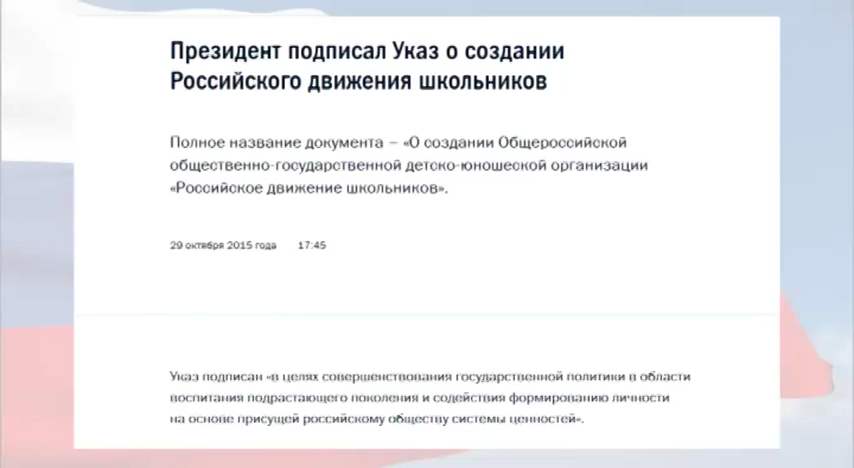 Президент подписал Указ о создании
Российского движения школьников
Полное название документа – «О создании Общероссийской
общественно-государственной детско-юношеской организации
«Российское движение школьников».
29 октября 2015 года 17:45
Указ подписан «в целях совершенствования государственной политики в области
воспитания подрастающего поколения и содействия формированию личности
на основе присущей российскому обществу системы ценностей».